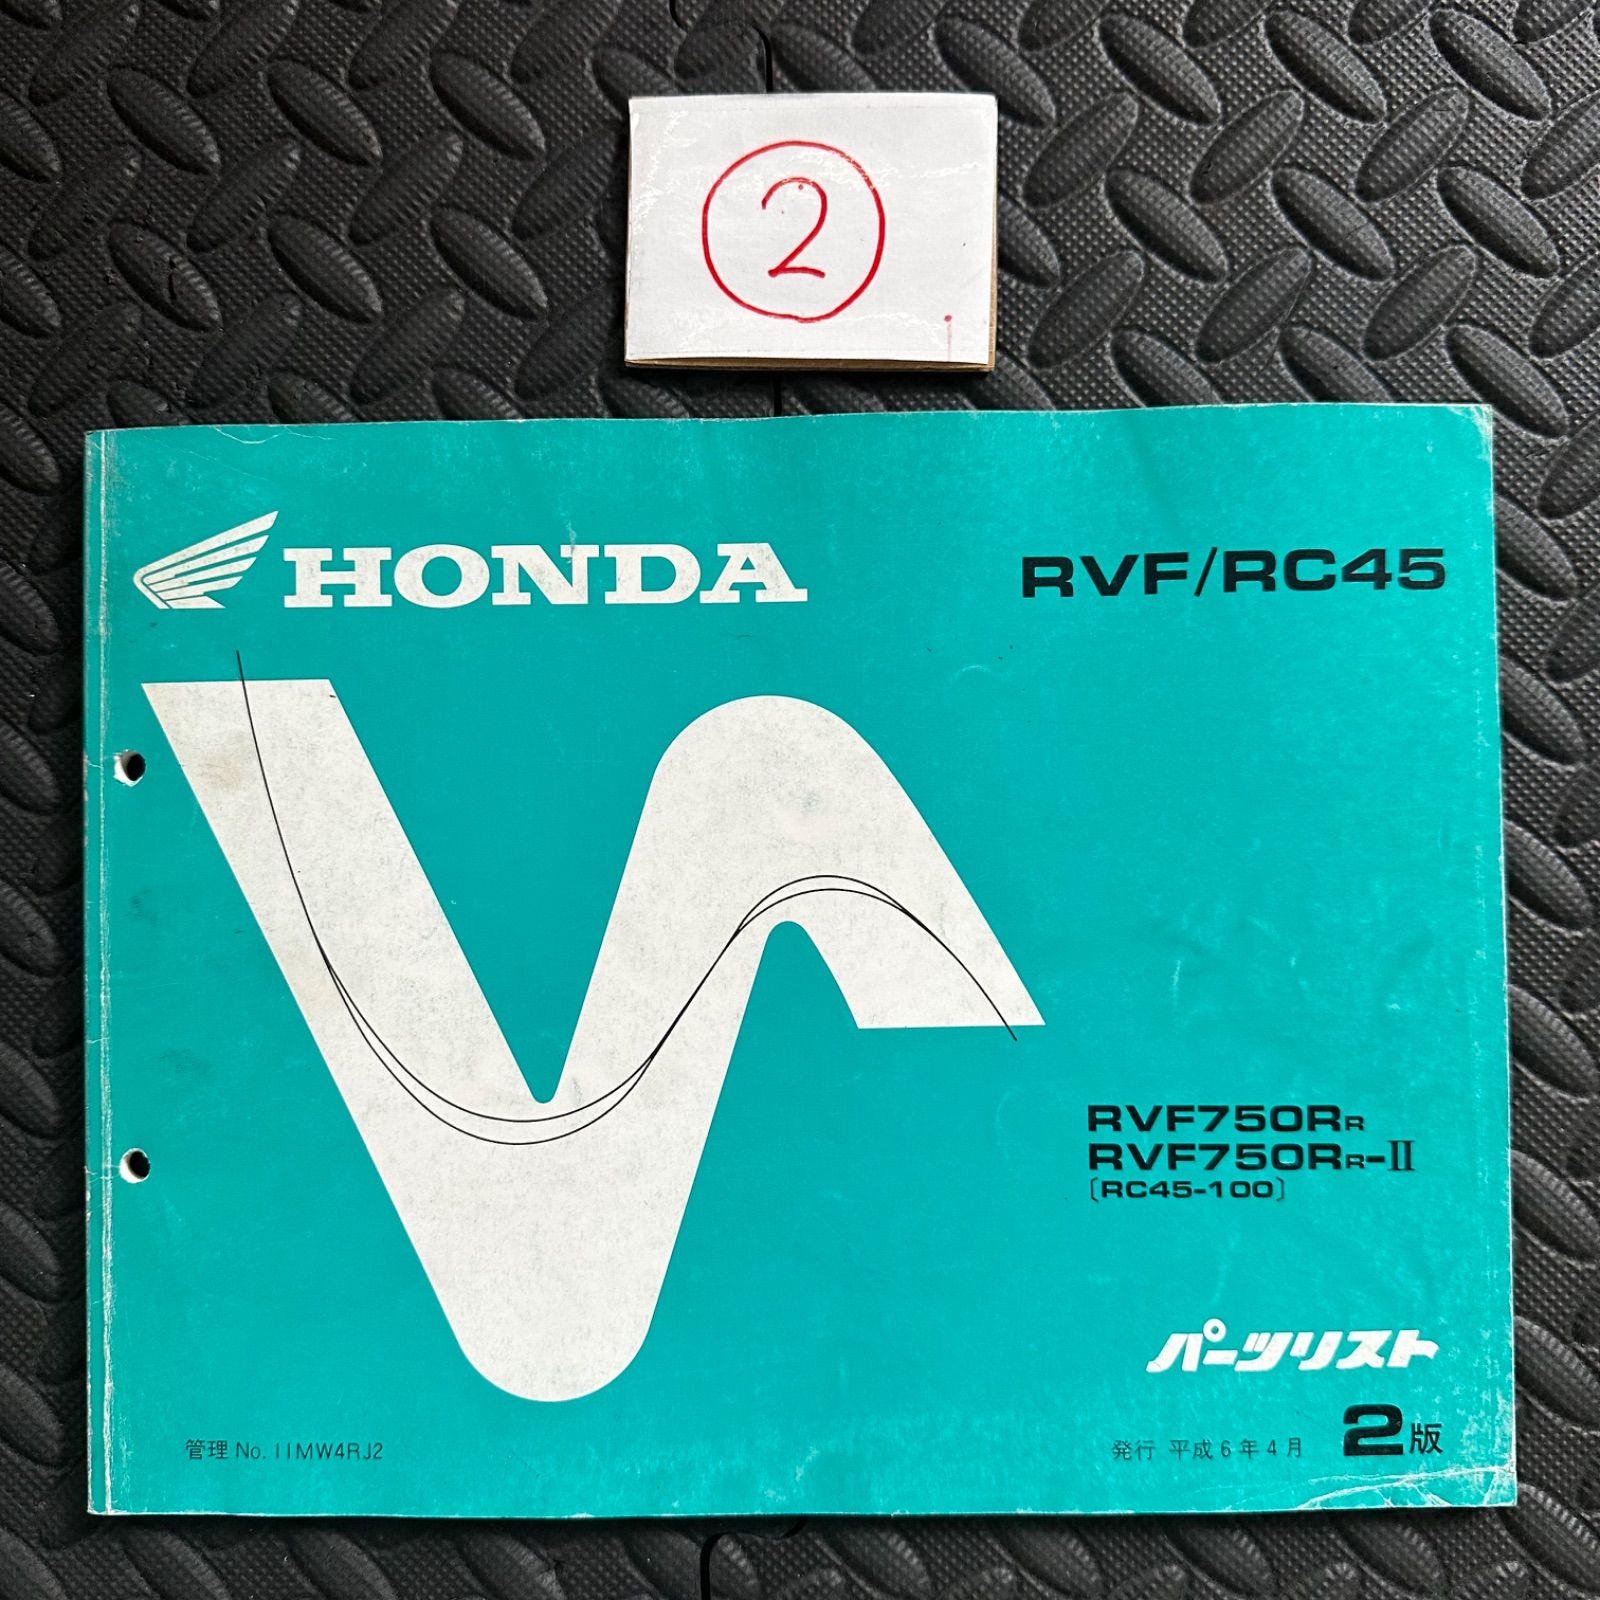 ②
HONDA
RVF/RC45
RVF750RR
RVF750RR-II
〔RC45-100〕
パーツリスト
管理 No. 11MW4RJ2
発行 平成6年4月 2版